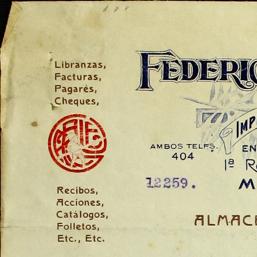 Libranzas,
Facturas,
Pagarés,
Cheques,
FEDERIC
IMP
AMBOS TELFS.
404
EN
1ª R
12259.
M
Recibos,
Acciones,
Catálogos,
Folletos,
Etc., Etc.
ALMAC